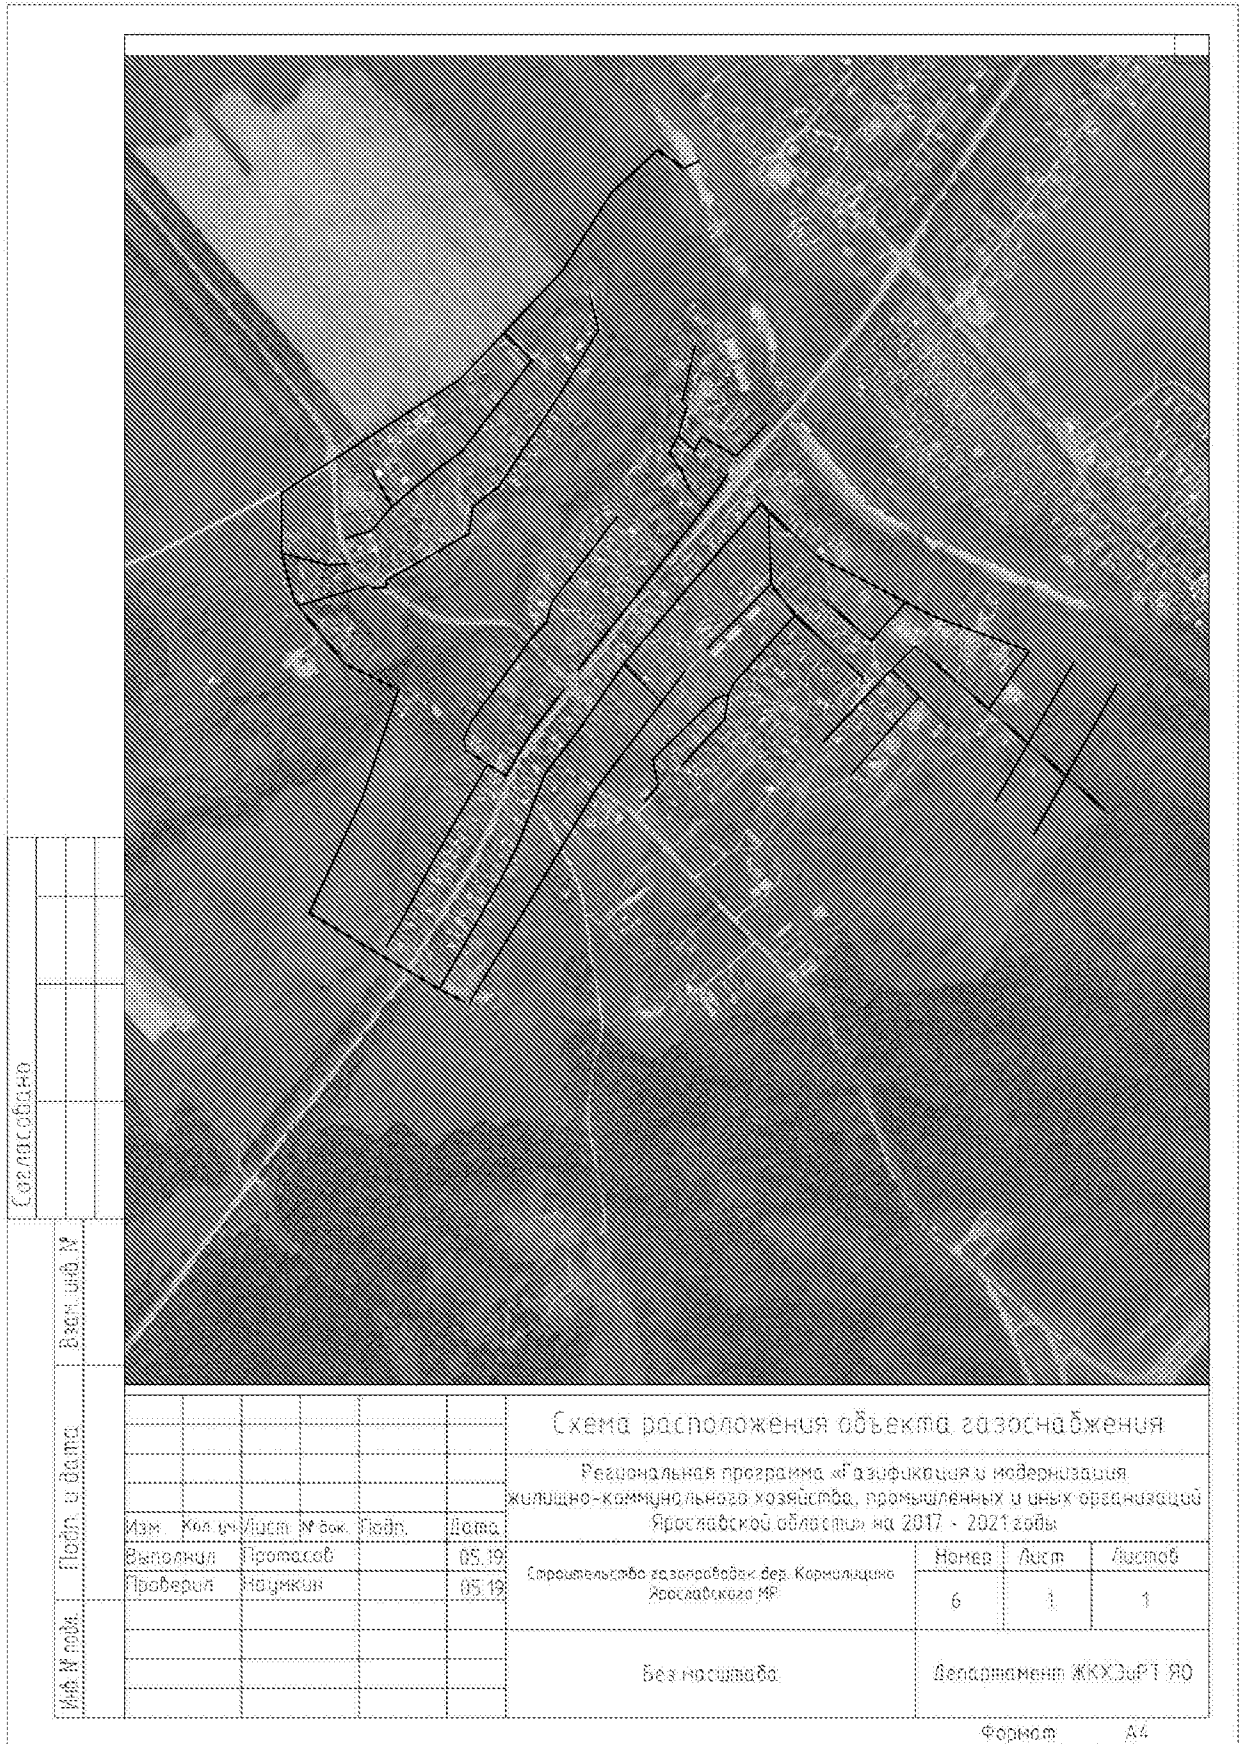 Согласовано
Взам. инв. №
Подп. и дата
Инв. № подл.
Схема расположения объекта газоснабжения
Региональная программа «Газификация и модернизация
жилищно-коммунального хозяйства, промышленных и иных организаций
Ярославской области» на 2017 - 2021 годы
Изм. Кол. уч Лист № док. Подп. Дата
Выполнил Протасов 05.19
Проверил Наумкин 05.19
Строительство газопроводов дер. Кормилицино
Ярославского МР
Номер Лист Листов
6 1 1
Без масштаба
Департамент ЖКХЭиРТ ЯО
Формат А4